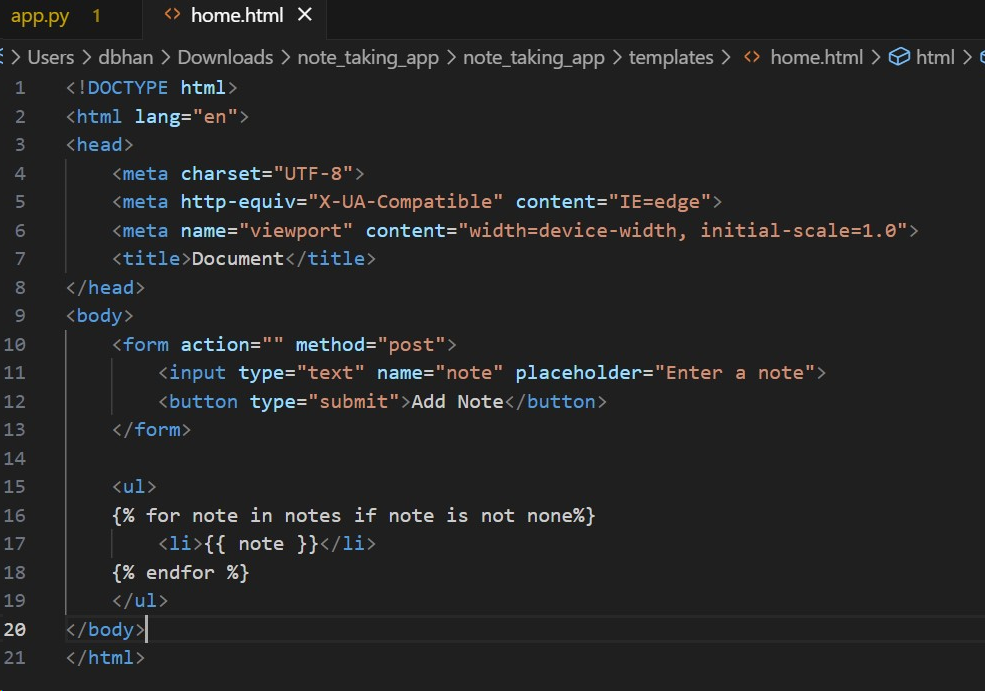 app.py 1 <> home.html ×
> Users > dbhan > Downloads > note_taking_app > note_taking_app > templates > <> home.html > html >
1 <!DOCTYPE html>
2 <html lang="en">
3 <head>
4     <meta charset="UTF-8">
5     <meta http-equiv="X-UA-Compatible" content="IE=edge">
6     <meta name="viewport" content="width=device-width, initial-scale=1.0">
7     <title>Document</title>
8 </head>
9 <body>
10     <form action="" method="post">
11         <input type="text" name="note" placeholder="Enter a note">
12         <button type="submit">Add Note</button>
13     </form>
14
15     <ul>
16     {% for note in notes if note is not none%}
17         <li>{{ note }}</li>
18     {% endfor %}
19     </ul>
20 </body>
21 </html>